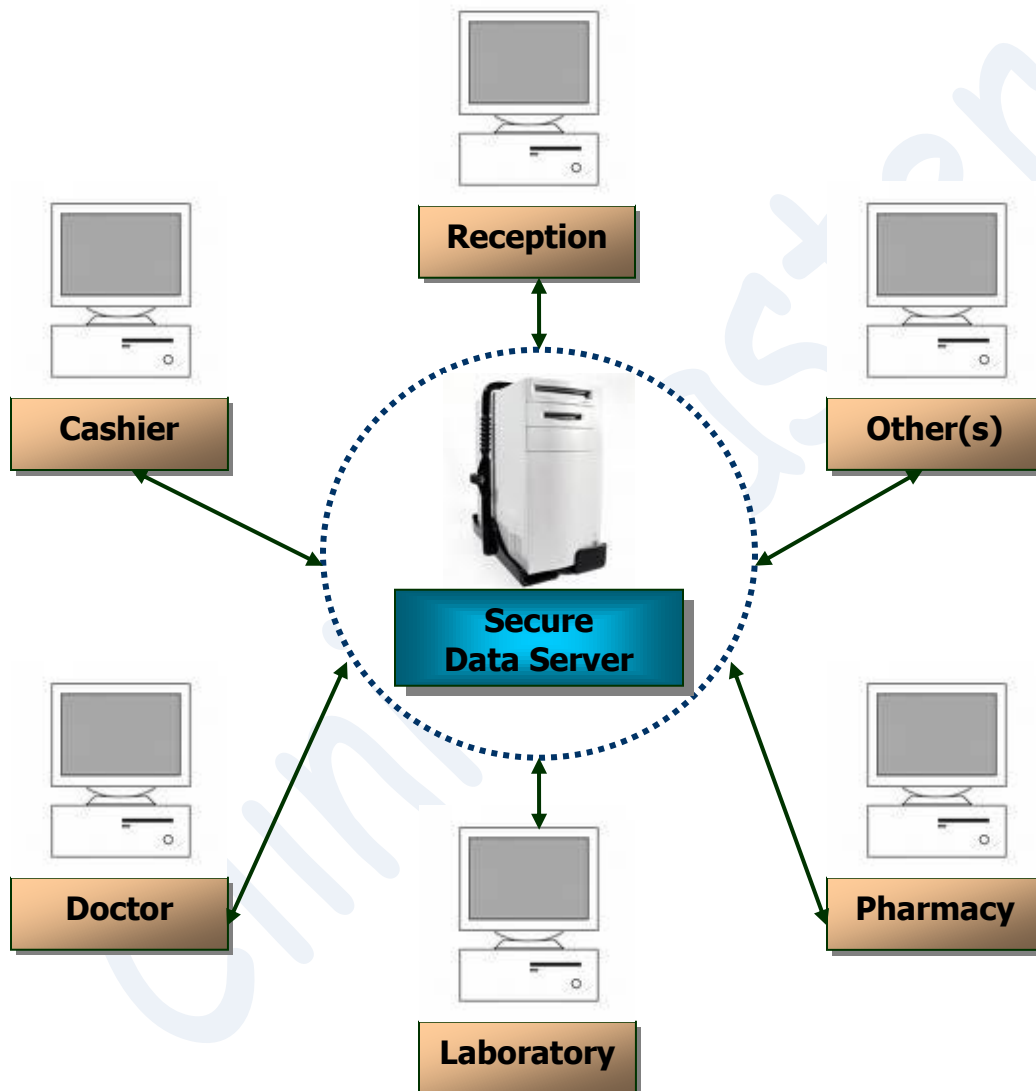 Reception
Cashier
Other(s)
Secure
Data Server
Doctor
Pharmacy
Laboratory